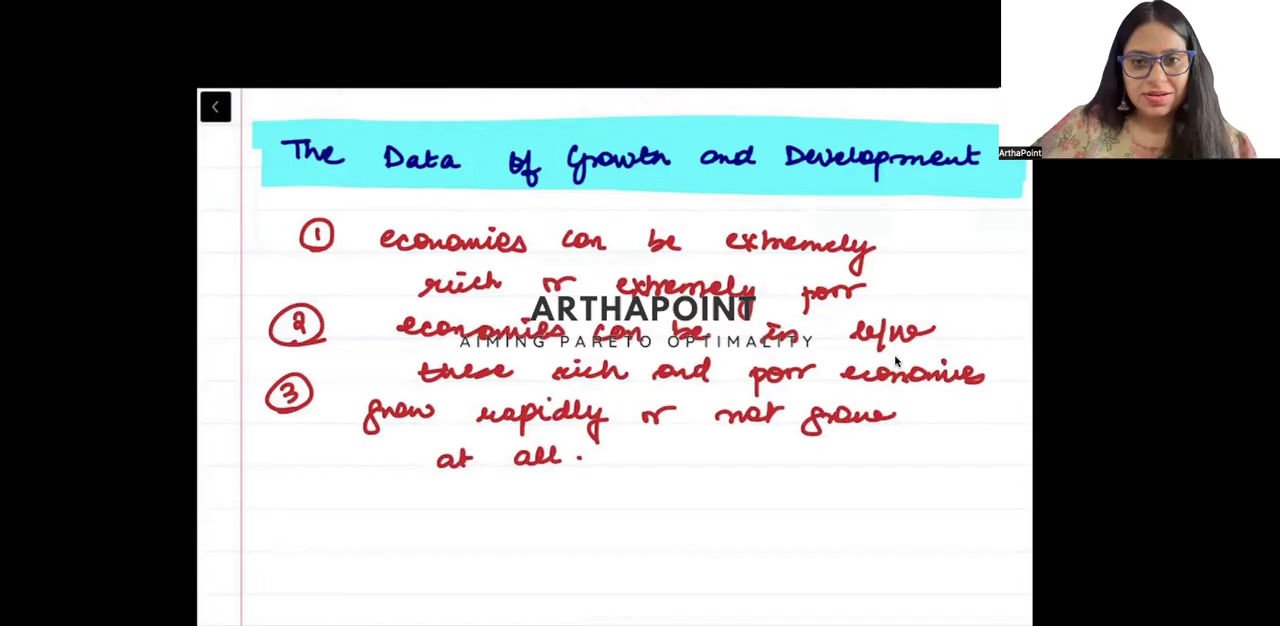 ArthaPoint
The Data of Growth and Development
① economies can be extremely
rich or extremely poor
ARTHAPOINT
② economies can be in b/w
AIMING PARETO OPTIMALITY
these rich and poor economies
③ grow rapidly or not grow
at all.